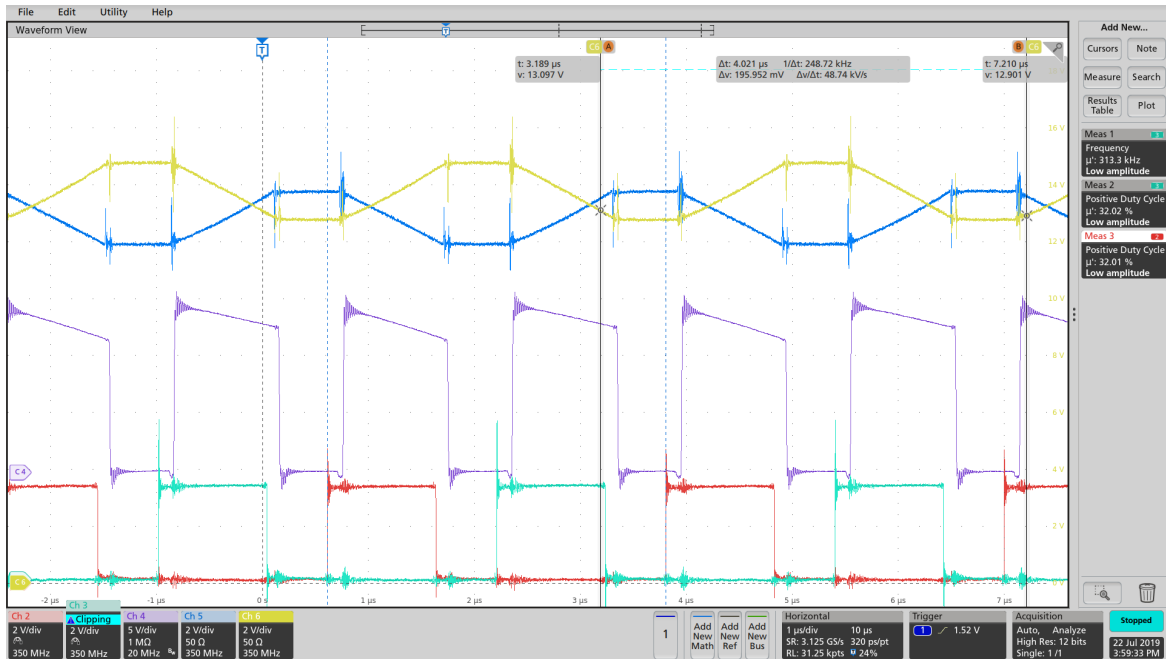 File Edit Utility Help
Waveform View
Add New...
Cursors Note
Measure Search
Results Table Plot
T
T
C6 A
B C6
t: 3.189 µs
v: 13.097 V
Δt: 4.021 µs 1/Δt: 248.72 kHz
Δv: 195.952 mV Δv/Δt: 48.74 kV/s
t: 7.210 µs
v: 12.901 V
16 V
14 V
12 V
10 V
8 V
6 V
4 V
2 V
C4
C6
-2 µs -1 µs 0 s 1 µs 2 µs 3 µs 4 µs 5 µs 6 µs 7 µs
Meas 1 3
Frequency
µ': 313.3 kHz
Low amplitude
Meas 2 3
Positive Duty Cycle
µ': 32.02 %
Low amplitude
Meas 3 2
Positive Duty Cycle
µ': 32.01 %
Low amplitude
Ch 2
2 V/div
350 MHz
Ch 3
Clipping
2 V/div
350 MHz
Ch 4
5 V/div
1 MΩ
20 MHz
Ch 5
2 V/div
50 Ω
350 MHz
Ch 6
2 V/div
50 Ω
350 MHz
1
Add New Math
Add New Ref
Add New Bus
Horizontal
1 µs/div 10 µs
SR: 3.125 GS/s 320 ps/pt
RL: 31.25 kpts 24%
Trigger
1 1.52 V
Acquisition
Auto, Analyze
High Res: 12 bits
Single: 1/1
Stopped
22 Jul 2019
3:59:33 PM